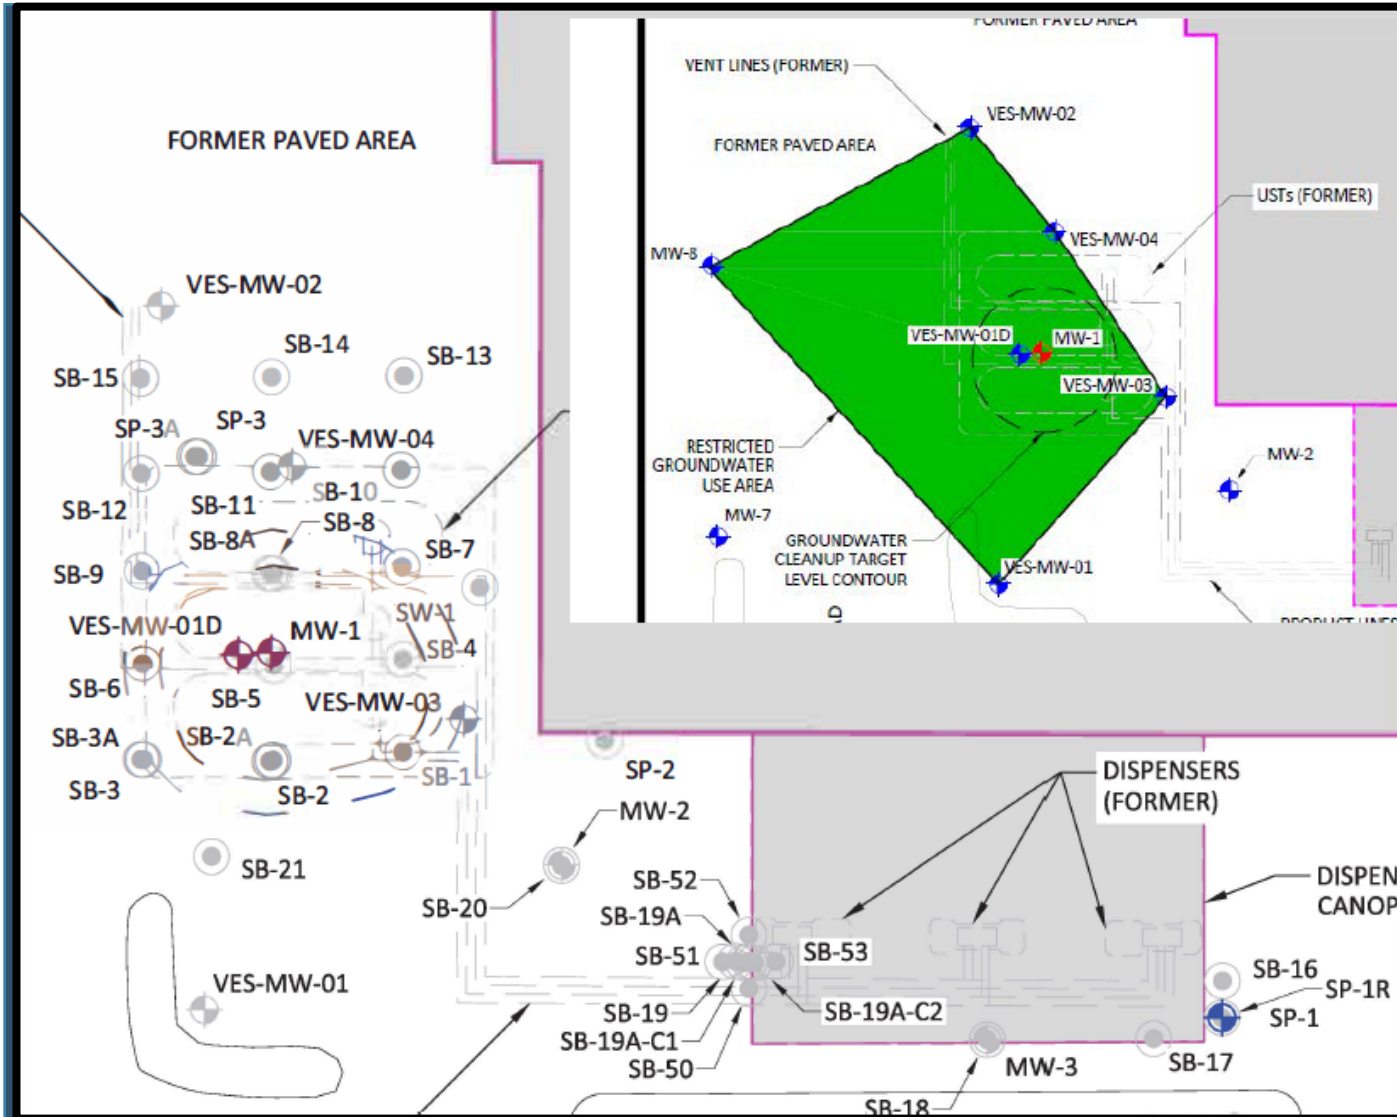 FORMER PAVED AREA
VENT LINES (FORMER)
VES-MW-02
FORMER PAVED AREA
USTs (FORMER)
VES-MW-04
MW-8
VES-MW-01D
MW-1
VES-MW-03
RESTRICTED
GROUNDWATER
USE AREA
MW-2
MW-7
GROUNDWATER
CLEANUP TARGET
LEVEL CONTOUR
VES-MW-01
PRODUCT LINES
FORMER PAVED AREA
VES-MW-02
SB-14
SB-13
SB-15
SP-3A
SP-3
VES-MW-04
SB-10
SB-12
SB-11
SB-8
SB-8A
SB-7
SB-9
SW-1
VES-MW-01D
MW-1
SB-4
SB-6
SB-5
VES-MW-03
SB-3A
SB-2A
SB-1
SB-3
SB-2
SP-2
DISPENSERS
(FORMER)
MW-2
SB-21
SB-52
SB-20
SB-19A
SB-51
SB-53
DISPEN
CANOP
SB-16
VES-MW-01
SP-1R
SB-19
SB-19A-C2
SP-1
SB-19A-C1
SB-50
MW-3
SB-17
SB-18